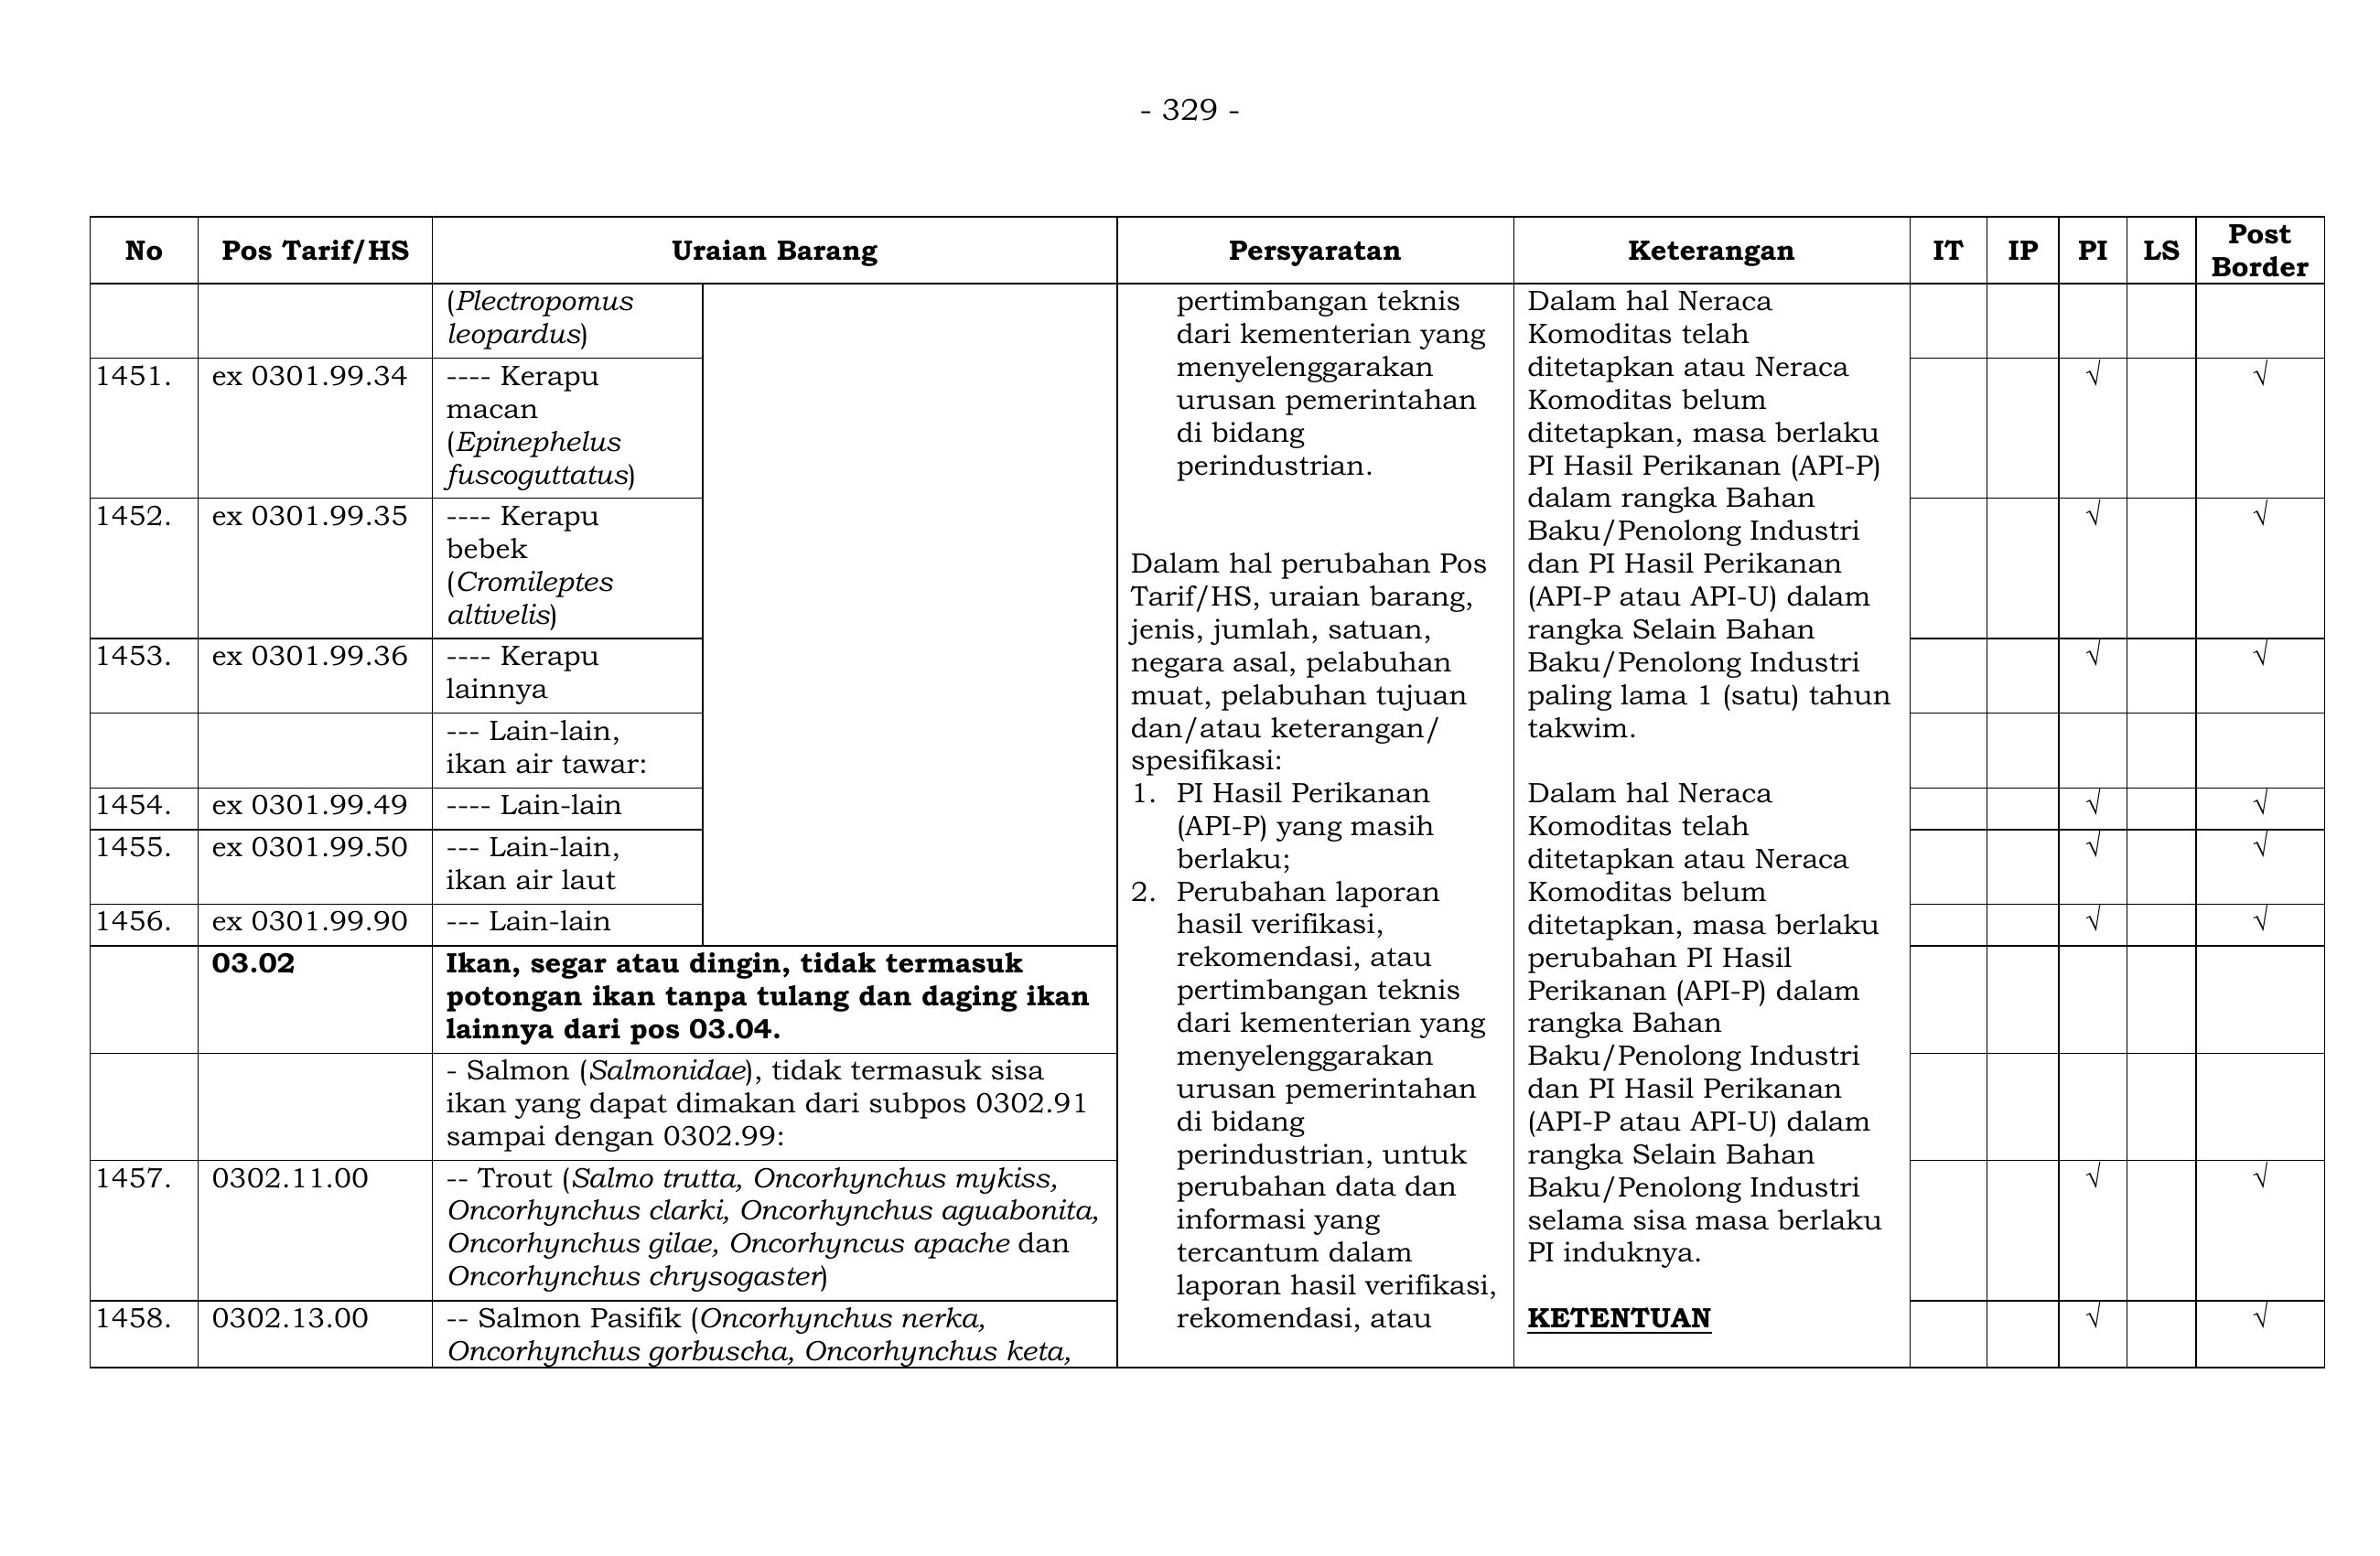 - 329 -
No Pos Tarif/HS Uraian Barang Persyaratan Keterangan IT IP PI LS Post Border
(Plectropomus
leopardus)
1451. ex 0301.99.34 ---- Kerapu √ √
macan
(Epinephelus
fuscoguttatus)
1452. ex 0301.99.35 ---- Kerapu √ √
bebek
(Cromileptes
altivelis)
1453. ex 0301.99.36 ---- Kerapu √ √
lainnya
--- Lain-lain,
ikan air tawar:
1454. ex 0301.99.49 ---- Lain-lain √ √
1455. ex 0301.99.50 --- Lain-lain, √ √
ikan air laut
1456. ex 0301.99.90 --- Lain-lain √ √
03.02 Ikan, segar atau dingin, tidak termasuk
potongan ikan tanpa tulang dan daging ikan
lainnya dari pos 03.04.
- Salmon (Salmonidae), tidak termasuk sisa
ikan yang dapat dimakan dari subpos 0302.91
sampai dengan 0302.99:
1457. 0302.11.00 -- Trout (Salmo trutta, Oncorhynchus mykiss, √ √
Oncorhynchus clarki, Oncorhynchus aguabonita,
Oncorhynchus gilae, Oncorhyncus apache dan
Oncorhynchus chrysogaster)
1458. 0302.13.00 -- Salmon Pasifik (Oncorhynchus nerka, √ √
Oncorhynchus gorbuscha, Oncorhynchus keta,
pertimbangan teknis
dari kementerian yang
menyelenggarakan
urusan pemerintahan
di bidang
perindustrian.
Dalam hal perubahan Pos
Tarif/HS, uraian barang,
jenis, jumlah, satuan,
negara asal, pelabuhan
muat, pelabuhan tujuan
dan/atau keterangan/
spesifikasi:
1. PI Hasil Perikanan
(API-P) yang masih
berlaku;
2. Perubahan laporan
hasil verifikasi,
rekomendasi, atau
pertimbangan teknis
dari kementerian yang
menyelenggarakan
urusan pemerintahan
di bidang
perindustrian, untuk
perubahan data dan
informasi yang
tercantum dalam
laporan hasil verifikasi,
rekomendasi, atau
Dalam hal Neraca
Komoditas telah
ditetapkan atau Neraca
Komoditas belum
ditetapkan, masa berlaku
PI Hasil Perikanan (API-P)
dalam rangka Bahan
Baku/Penolong Industri
dan PI Hasil Perikanan
(API-P atau API-U) dalam
rangka Selain Bahan
Baku/Penolong Industri
paling lama 1 (satu) tahun
takwim.
Dalam hal Neraca
Komoditas telah
ditetapkan atau Neraca
Komoditas belum
ditetapkan, masa berlaku
perubahan PI Hasil
Perikanan (API-P) dalam
rangka Bahan
Baku/Penolong Industri
dan PI Hasil Perikanan
(API-P atau API-U) dalam
rangka Selain Bahan
Baku/Penolong Industri
selama sisa masa berlaku
PI induknya.
KETENTUAN